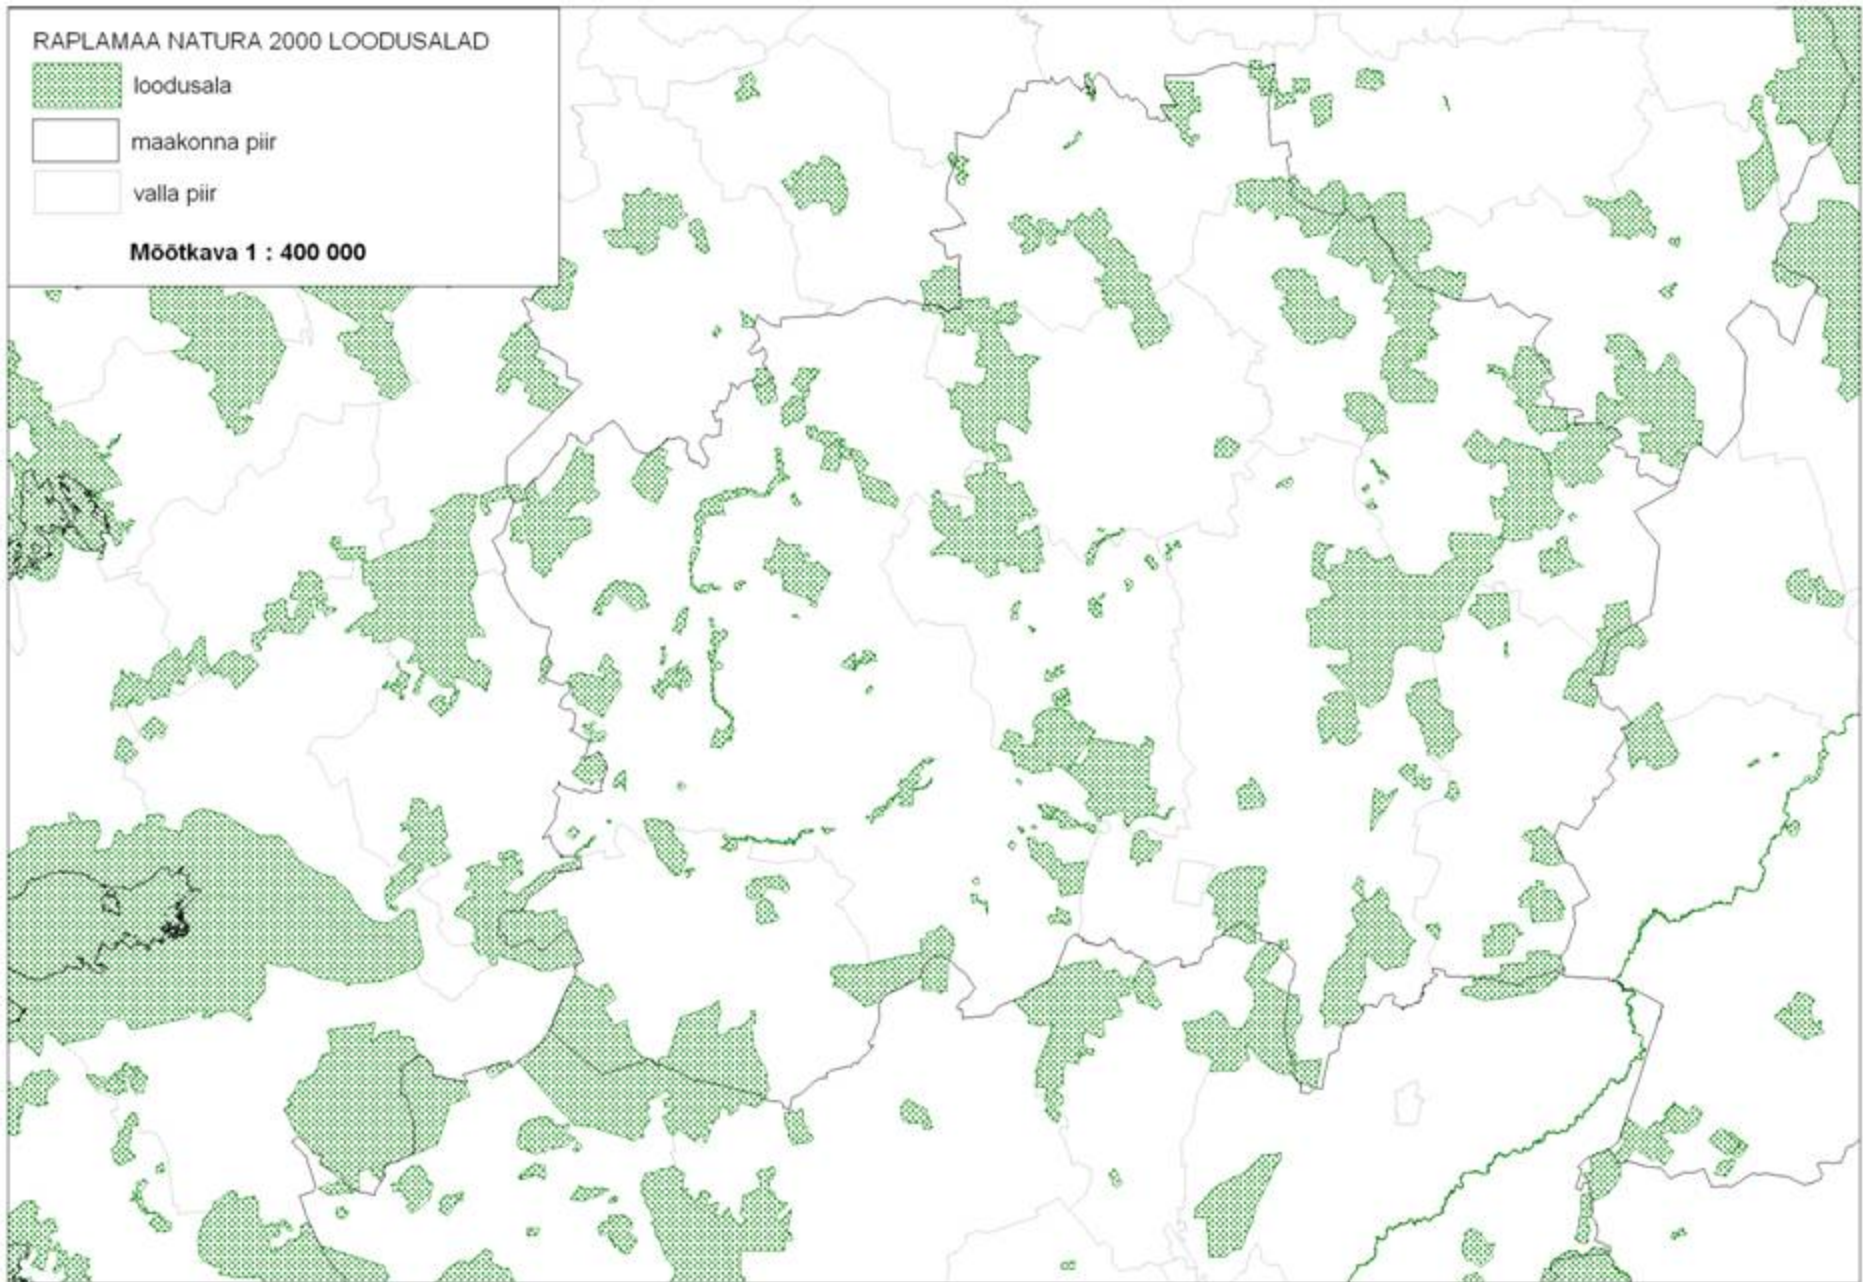 RAPLAMAA NATURA 2000 LOODUSALAD
loodusala
maakonna piir
valla piir
Mõõtkava 1 : 400 000